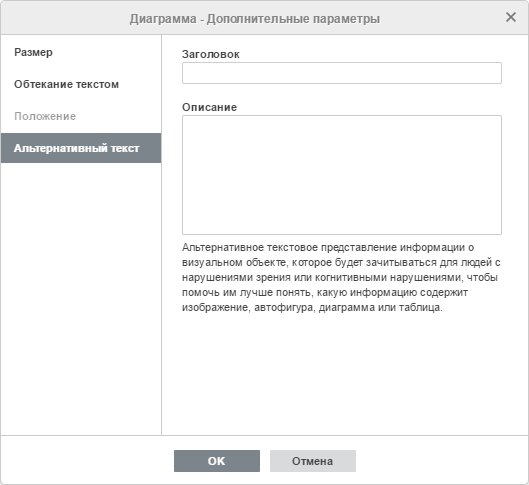 Диаграмма - Дополнительные параметры
Размер
Обтекание текстом
Положение
Альтернативный текст
Заголовок
Описание
Альтернативное текстовое представление информации о
визуальном объекте, которое будет зачитываться для людей с
нарушениями зрения или когнитивными нарушениями, чтобы
помочь им лучше понять, какую информацию содержит
изображение, автофигура, диаграмма или таблица.
OK
Отмена